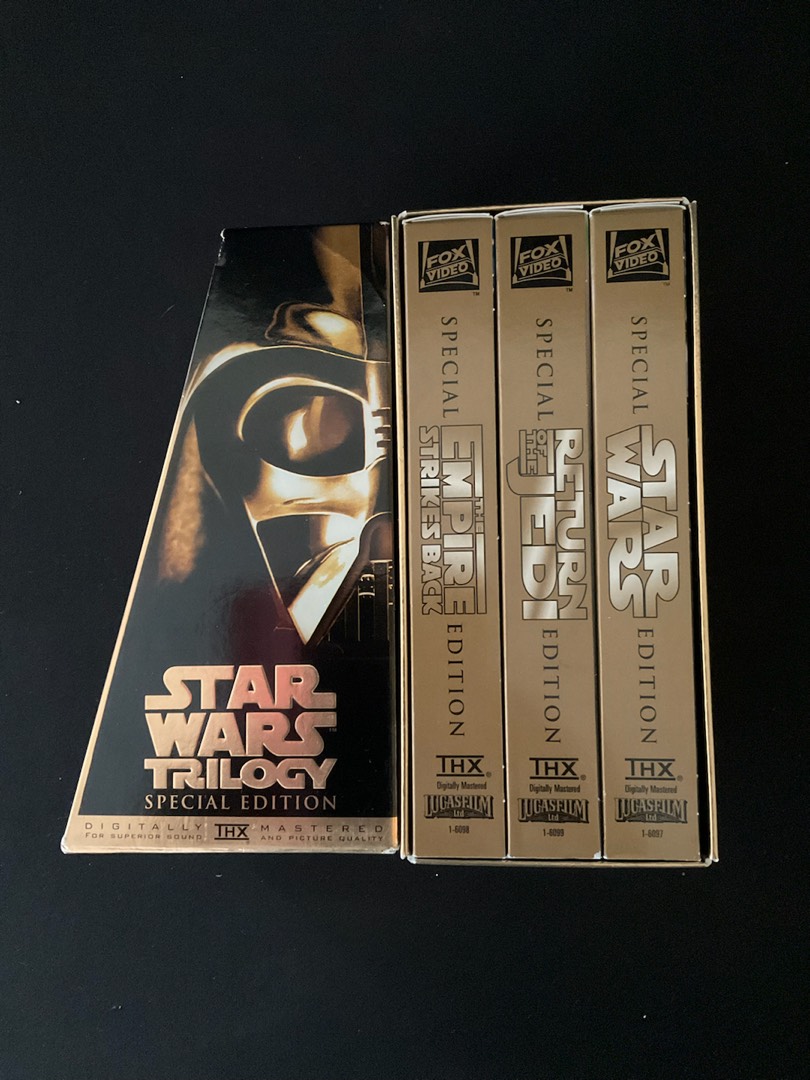 STAR
WARS
TRILOGY
SPECIAL EDITION
DIGITALLY THX MASTERED
FOR SUPERIOR SOUND AND PICTURE QUALITY
FOX
VIDEO
TM
SPECIAL
THE
EMPIRE
STRIKES BACK
EDITION
THX
Digitally Mastered
LUCASFILM
Ltd
1-6098
FOX
VIDEO
TM
SPECIAL
RETURN
OF THE
JEDI
EDITION
THX
Digitally Mastered
LUCASFILM
Ltd
1-6099
FOX
VIDEO
TM
SPECIAL
STAR
WARS
EDITION
THX
Digitally Mastered
LUCASFILM
Ltd
1-6097